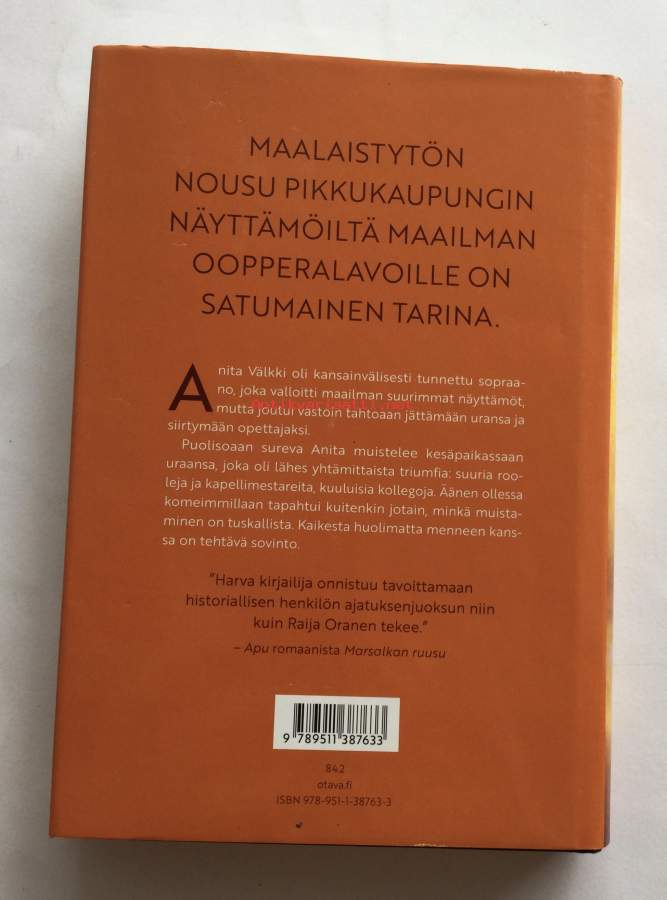 MAALAISTYTÖN
NOUSU PIKKUKAUPUNGIN
NÄYTTÄMÖILTÄ MAAILMAN
OOPPERALAVOILLE ON
SATUMAINEN TARINA.
Anita Välkki oli kansainvälisesti tunnettu sopraa-
no, joka valloitti maailman suurimmat näyttämöt,
mutta joutui vastoin tahtoaan jättämään uransa ja
siirtymään opettajaksi.
Puolisoaan sureva Anita muistelee kesäpaikassaan
uraansa, joka oli lähes yhtämittaista triumfia: suuria roo-
leja ja kapellimestareita, kuuluisia kollegoja. Äänen ollessa
komeimmillaan tapahtui kuitenkin jotain, minkä muista-
minen on tuskallista. Kaikesta huolimatta menneen kans-
sa on tehtävä sovinto.
"Harva kirjailija onnistuu tavoittamaan
historiallisen henkilön ajatuksenjuoksun niin
kuin Raija Oranen tekee."
– Apu romaanista Marsalkan ruusu
9 789511 387633
84.2
otava.fi
ISBN 978-951-1-38763-3
Antikvariaatti.net